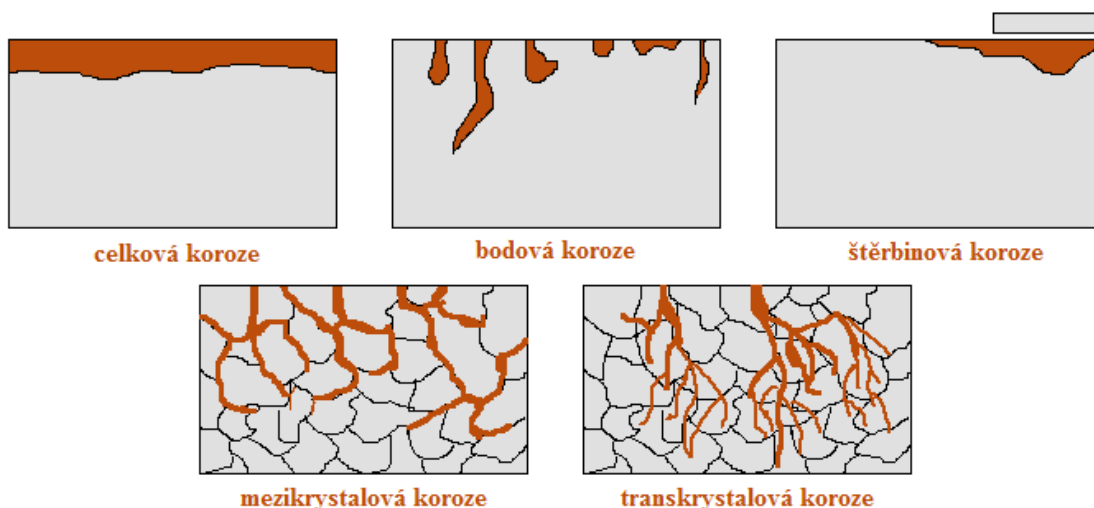 celková koroze
bodová koroze
štěrbinová koroze
mezikrystalová koroze
transkrystalová koroze